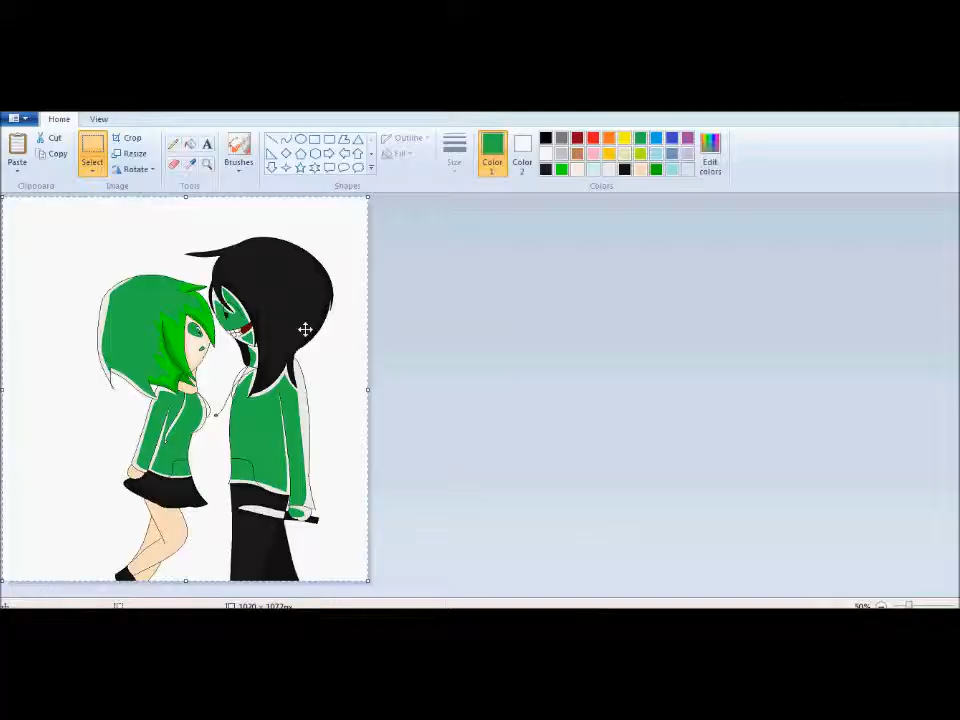 Home View
Cut
Copy
Paste
Clipboard
Select
Crop
Resize
Rotate
Image
A
Tools
Brushes
Outline
Fill
Shapes
Size
Color 1
Color 2
Edit colors
Colors
1020 × 1077px
50%